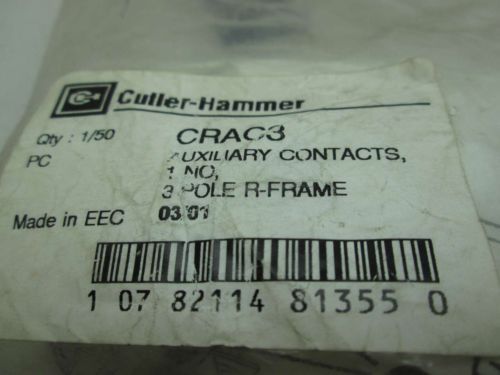 Cutler-Hammer
Qty : 1/50 CRAC3
PC AUXILIARY CONTACTS,
1 NO,
3 POLE R-FRAME
Made in EEC 03/01
1 07 82114 81355 0